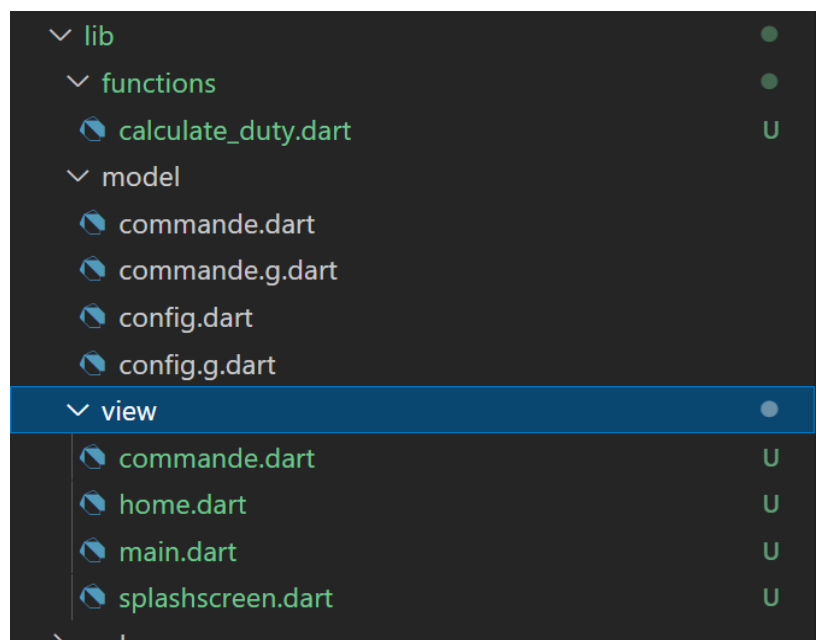 lib
functions
calculate_duty.dart U
model
commande.dart
commande.g.dart
config.dart
config.g.dart
view
commande.dart U
home.dart U
main.dart U
splashscreen.dart U